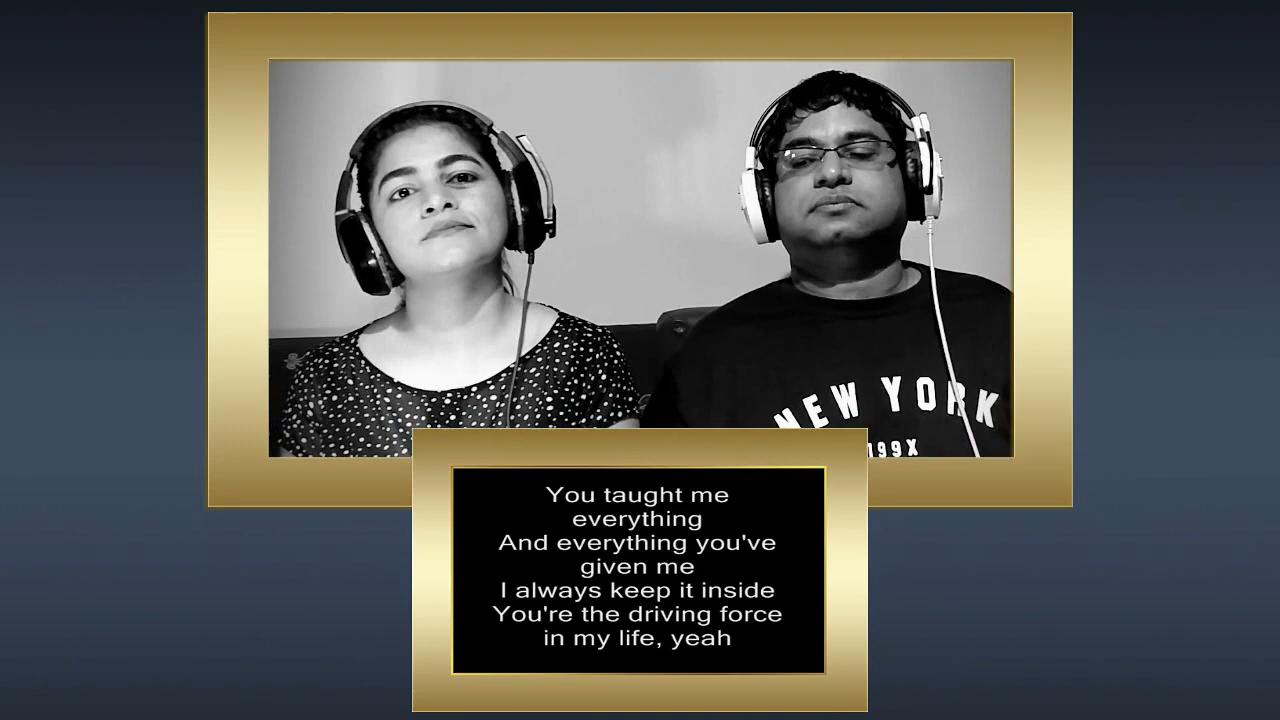 NEW YORK
199X
You taught me
everything
And everything you've
given me
I always keep it inside
You're the driving force
in my life, yeah